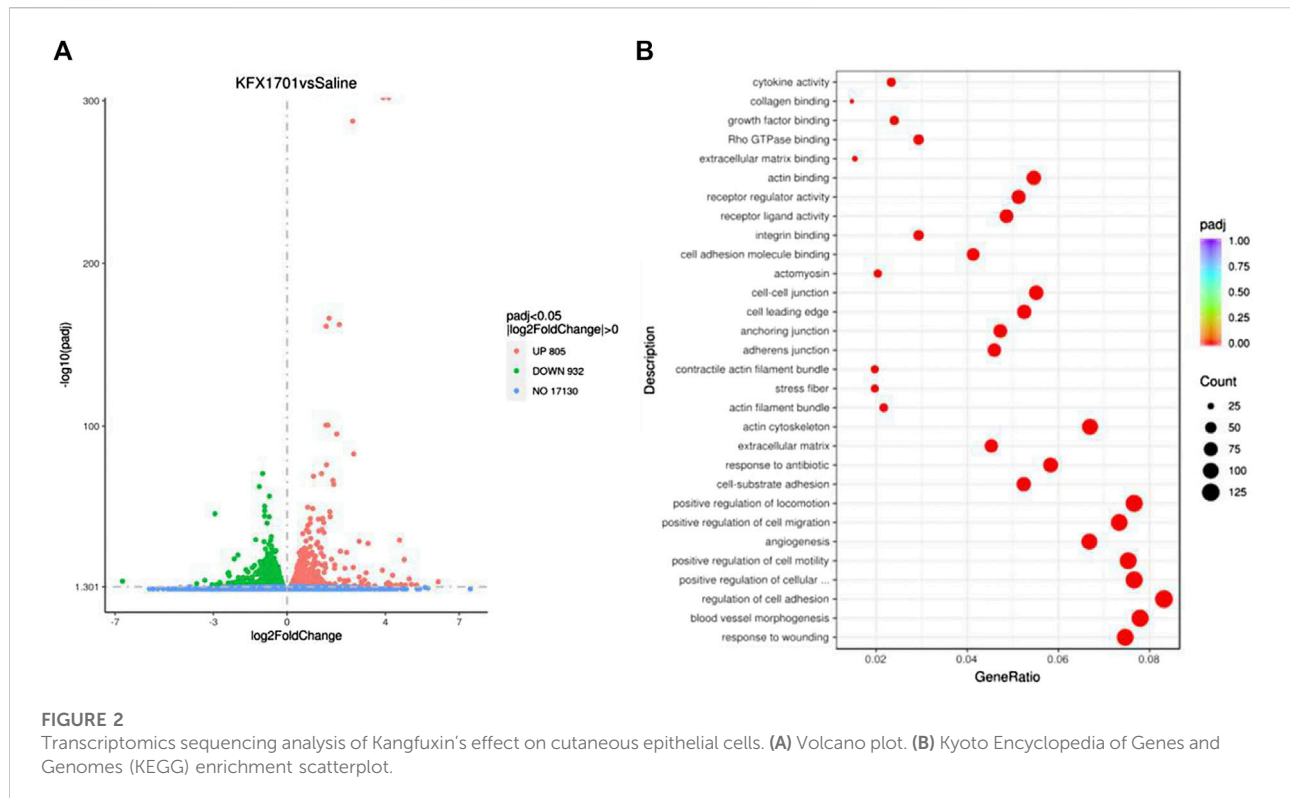 A
KFX1701vsSaline
300
200
100
1.301
-log10(padj)
-7
-3
0
4
7
log2FoldChange
padj<0.05
|log2FoldChange|>0
UP 805
DOWN 932
NO 17130
B
Description
cytokine activity
collagen binding
growth factor binding
Rho GTPase binding
extracellular matrix binding
actin binding
receptor regulator activity
receptor ligand activity
integrin binding
cell adhesion molecule binding
actomyosin
cell-cell junction
cell leading edge
anchoring junction
adherens junction
contractile actin filament bundle
stress fiber
actin filament bundle
actin cytoskeleton
extracellular matrix
response to antibiotic
cell-substrate adhesion
positive regulation of locomotion
positive regulation of cell migration
angiogenesis
positive regulation of cell motility
positive regulation of cellular ...
regulation of cell adhesion
blood vessel morphogenesis
response to wounding
0.02
0.04
0.06
0.08
GeneRatio
padj
1.00
0.75
0.50
0.25
0.00
Count
25
50
75
100
125
FIGURE 2
Transcriptomics sequencing analysis of Kangfuxin's effect on cutaneous epithelial cells. (A) Volcano plot. (B) Kyoto Encyclopedia of Genes and
Genomes (KEGG) enrichment scatterplot.